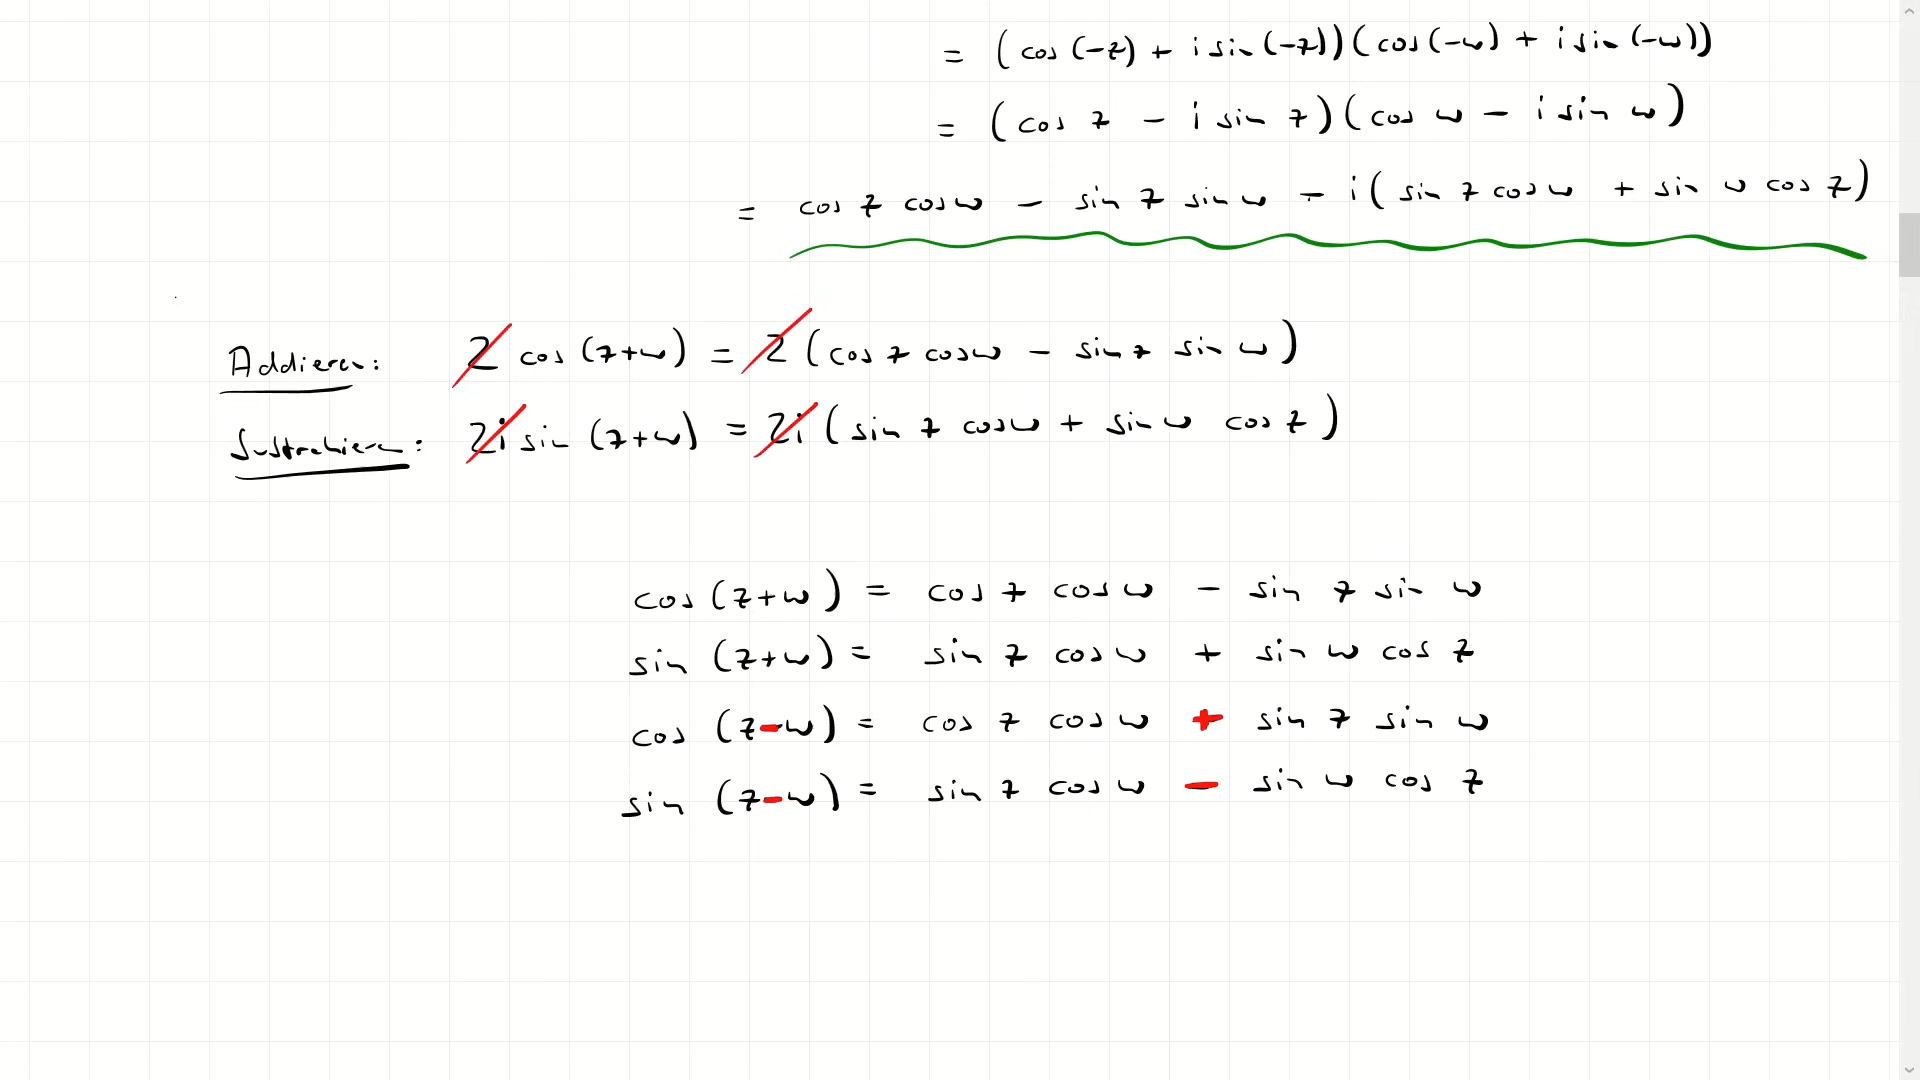 = (cos (-z) + i sin (-z)) (cos (-w) + i sin (-w))
= (cos z - i sin z) (cos w - i sin w)
= cos z cos w - sin z sin w - i (sin z cos w + sin w cos z)
Addieren: 2 cos (z+w) = 2 (cos z cos w - sin z sin w)
Subtrahieren: 2i sin (z+w) = 2i (sin z cos w + sin w cos z)
cos (z+w) = cos z cos w - sin z sin w
sin (z+w) = sin z cos w + sin w cos z
cos (z-w) = cos z cos w + sin z sin w
sin (z-w) = sin z cos w - sin w cos z